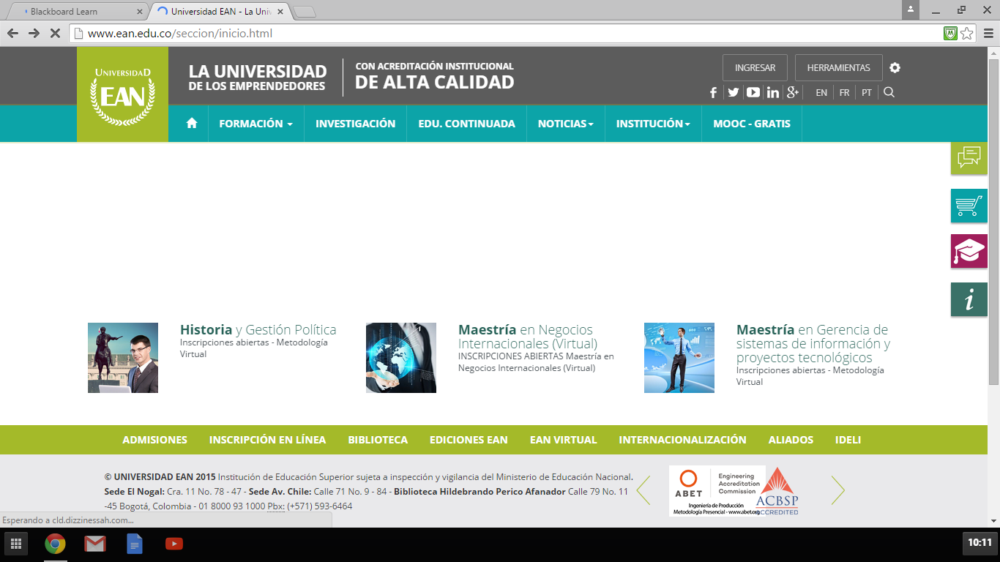 Blackboard Learn
Universidad EAN - La Univ
www.ean.edu.co/seccion/inicio.html
UNIVERSIDAD
EAN
LA UNIVERSIDAD
DE LOS EMPRENDEDORES
CON ACREDITACIÓN INSTITUCIONAL
DE ALTA CALIDAD
INGRESAR
HERRAMIENTAS
EN
FR
PT
FORMACIÓN
INVESTIGACIÓN
EDU. CONTINUADA
NOTICIAS
INSTITUCIÓN
MOOC - GRATIS
Historia y Gestión Política
Inscripciones abiertas - Metodología
Virtual
Maestría en Negocios
Internacionales (Virtual)
INSCRIPCIONES ABIERTAS Maestría en
Negocios Internacionales (Virtual)
Maestría en Gerencia de
sistemas de información y
proyectos tecnológicos
Inscripciones abiertas - Metodología
Virtual
ADMISIONES
INSCRIPCIÓN EN LÍNEA
BIBLIOTECA
EDICIONES EAN
EAN VIRTUAL
INTERNACIONALIZACIÓN
ALIADOS
IDELI
© UNIVERSIDAD EAN 2015 Institución de Educación Superior sujeta a inspección y vigilancia del Ministerio de Educación Nacional.
Sede El Nogal: Cra. 11 No. 78 - 47 - Sede Av. Chile: Calle 71 No. 9 - 84 - Biblioteca Hildebrando Perico Afanador Calle 79 No. 11
-45 Bogotá, Colombia - 01 8000 93 1000 Pbx: (+571) 593-6464
ABET
Engineering
Accreditation
Commission
Ingeniería de Producción
Metodología Presencial - www.abet.org
ACBSP
ACCREDITED
Esperando a cld.dizzinessah.com...
10:11